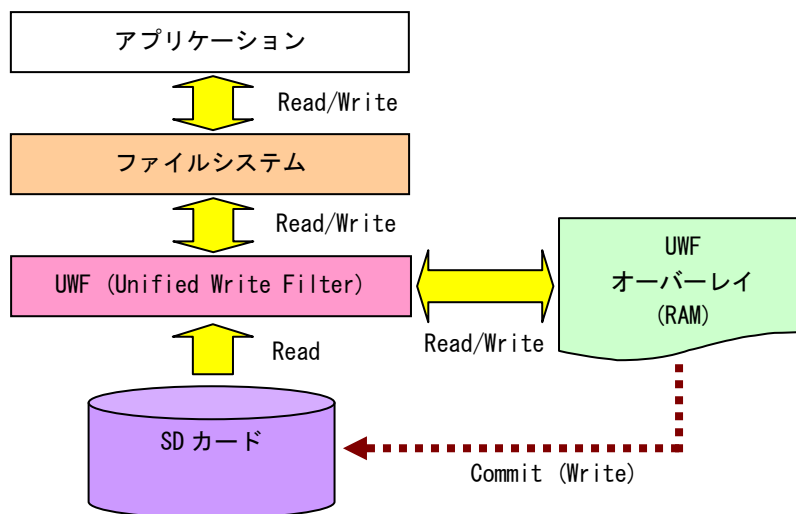 アプリケーション
Read/Write
ファイルシステム
Read/Write
UWF (Unified Write Filter)
UWF
オーバーレイ
(RAM)
Read/Write
Read
SD カード
Commit (Write)